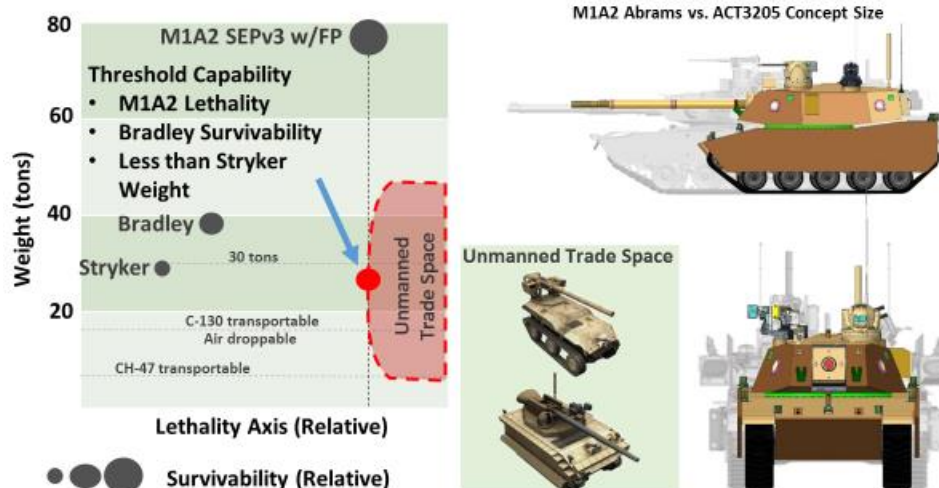 M1A2 Abrams vs. ACT3205 Concept Size
80
M1A2 SEPv3 w/FP
Threshold Capability
• M1A2 Lethality
• Bradley Survivability
• Less than Stryker
Weight
60
40
20
Weight (tons)
Bradley
Stryker
30 tons
C-130 transportable
Air droppable
CH-47 transportable
Unmanned
Trade Space
Lethality Axis (Relative)
Survivability (Relative)
Unmanned Trade Space